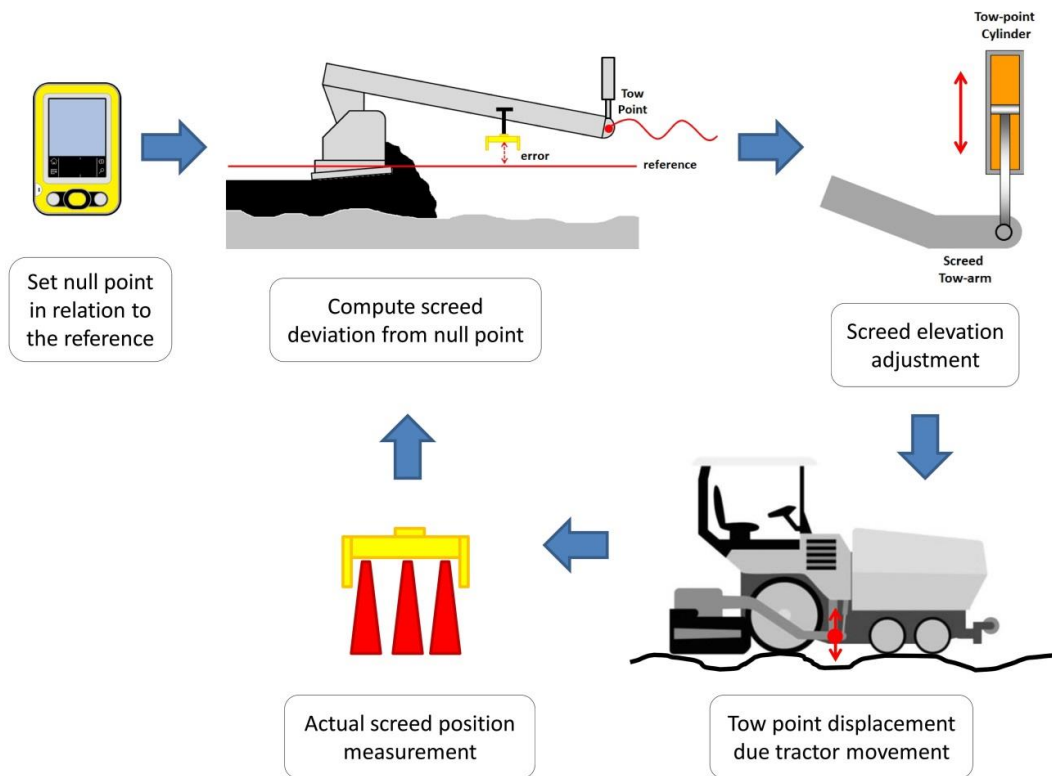 Tow-point
Cylinder
Tow
Point
error
reference
Screed
Tow-arm
Set null point
in relation to
the reference
Compute screed
deviation from null point
Screed elevation
adjustment
Actual screed position
measurement
Tow point displacement
due tractor movement